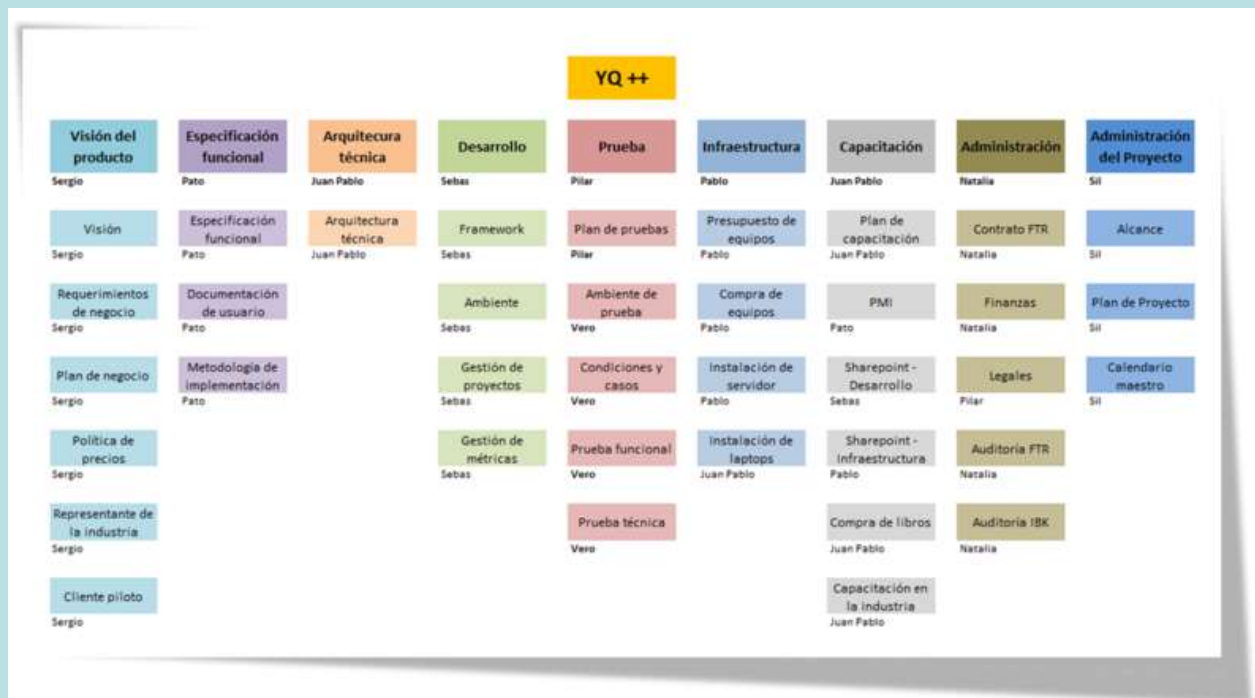 YQ ++
Visión del
producto
Sergio
Visión
Sergio
Requerimientos
de negocio
Sergio
Plan de negocio
Sergio
Política de
precios
Sergio
Representante de
la industria
Sergio
Cliente piloto
Sergio
Especificación
funcional
Pato
Especificación
funcional
Pato
Documentación
de usuario
Pato
Metodología de
implementación
Pato
Arquitecura
técnica
Juan Pablo
Arquitectura
técnica
Juan Pablo
Desarrollo
Sebas
Framework
Sebas
Ambiente
Sebas
Gestión de
proyectos
Sebas
Gestión de
métricas
Sebas
Prueba
Pilar
Plan de pruebas
Pilar
Ambiente de
prueba
Vero
Condiciones y
casos
Vero
Prueba funcional
Vero
Prueba técnica
Vero
Infraestructura
Pablo
Presupuesto de
equipos
Pablo
Compra de
equipos
Pablo
Instalación de
servidor
Pablo
Instalación de
laptops
Juan Pablo
Capacitación
Juan Pablo
Plan de
capacitación
Juan Pablo
PMI
Pato
Sharepoint -
Desarrollo
Sebas
Sharepoint -
Infraestructura
Pablo
Compra de libros
Juan Pablo
Capacitación en
la industria
Juan Pablo
Administración
Natalia
Contrato FTR
Natalia
Finanzas
Natalia
Legales
Pilar
Auditoría FTR
Natalia
Auditoría IBK
Natalia
Administración
del Proyecto
Sil
Alcance
Sil
Plan de Proyecto
Sil
Calendario
maestro
Sil